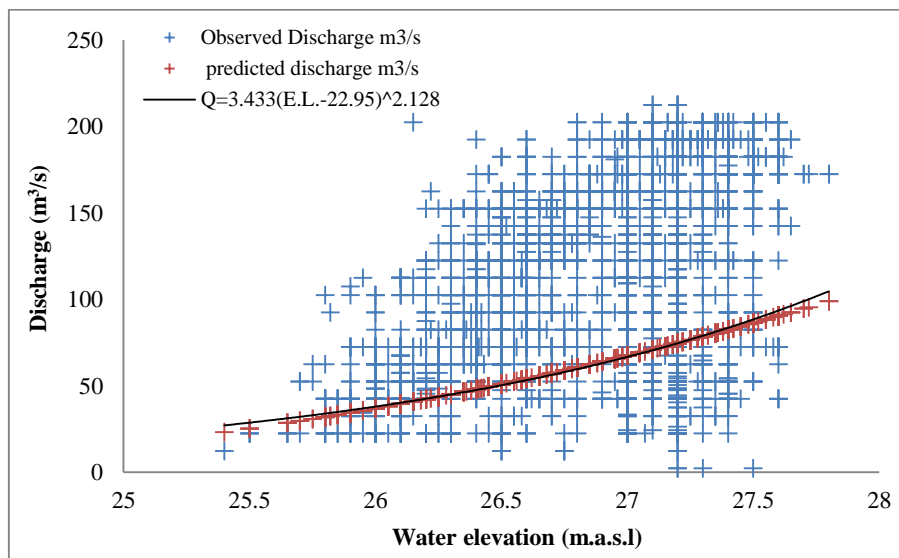 250
200
150
100
50
0
Discharge (m³/s)
Observed Discharge m3/s
predicted discharge m3/s
Q=3.433(E.L.-22.95)^2.128
25 25.5 26 26.5 27 27.5 28
Water elevation (m.a.s.l)